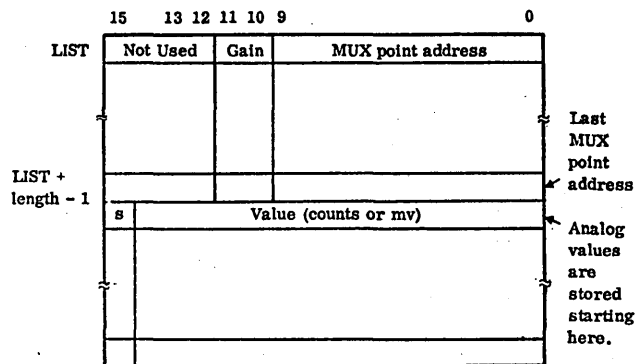 15 13 12 11 10 9 0
LIST Not Used Gain MUX point address
Last
MUX
point
address
LIST +
length - 1
s Value (counts or mv)
Analog
values
are
stored
starting
here.